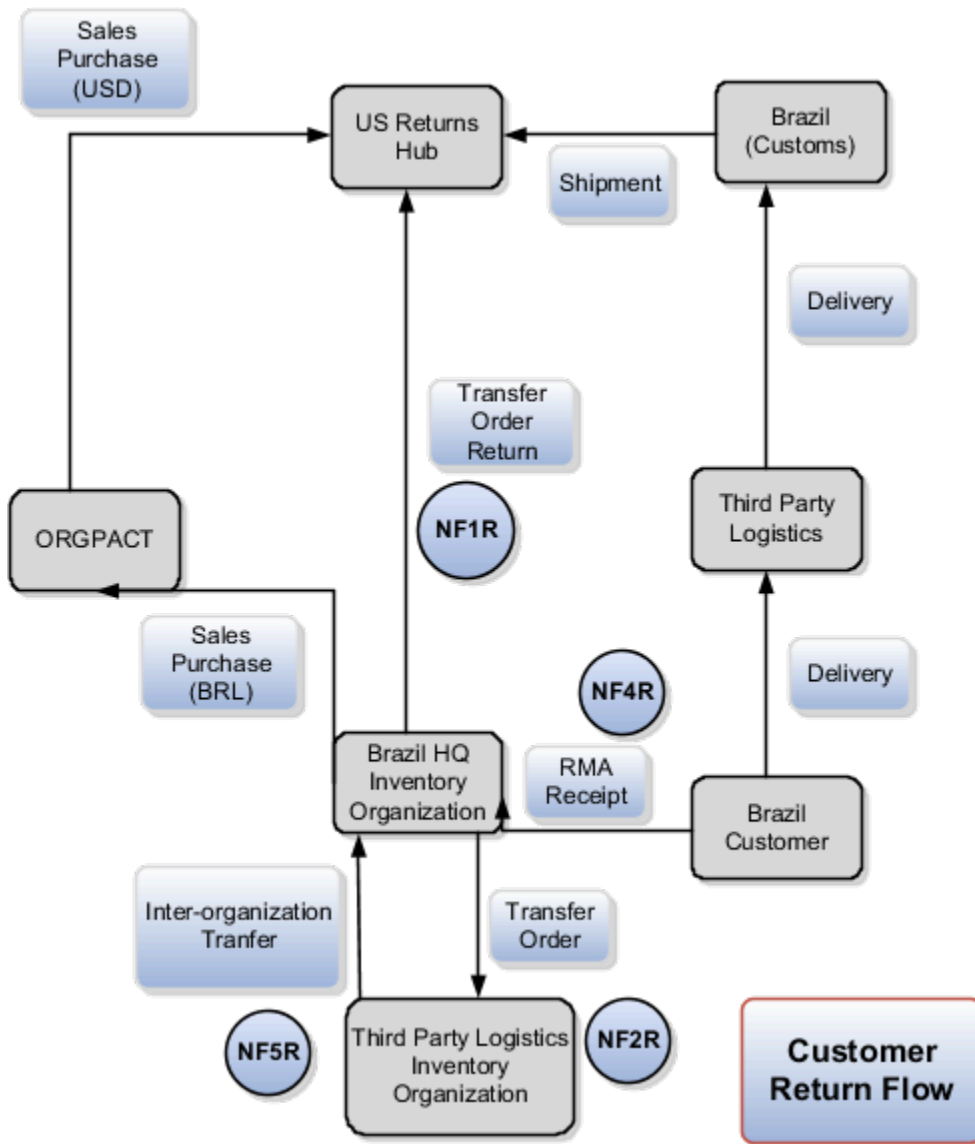 Sales
Purchase
(USD)
US Returns
Hub
Brazil
(Customs)
Shipment
Delivery
Transfer
Order
Return
NF1R
ORGPACT
Third Party
Logistics
Sales
Purchase
(BRL)
NF4R
Delivery
Brazil HQ
Inventory
Organization
RMA
Receipt
Brazil
Customer
Inter-organization
Tranfer
Transfer
Order
NF5R
Third Party Logistics
Inventory
Organization
NF2R
Customer
Return Flow